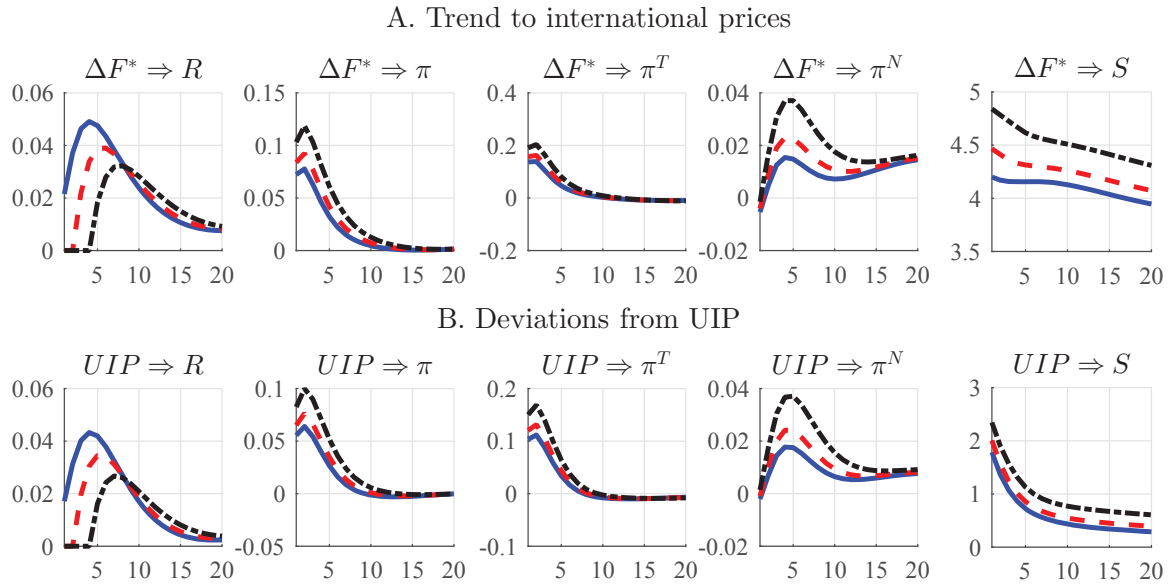 A. Trend to international prices
ΔF* ⇒ R ΔF* ⇒ π ΔF* ⇒ π^T ΔF* ⇒ π^N ΔF* ⇒ S
0.06 0.15 0.4 0.04 5
0.04 0.1 0.2 0.02 4.5
0.02 0.05 0 0 4
0 0 -0.2 -0.02 3.5
5 10 15 20 5 10 15 20 5 10 15 20 5 10 15 20 5 10 15 20
B. Deviations from UIP
UIP ⇒ R UIP ⇒ π UIP ⇒ π^T UIP ⇒ π^N UIP ⇒ S
0.06 0.1 0.2 0.04 3
0.04 0.05 0.1 0.02 2
0.02 0 0 0 1
0 -0.05 -0.1 -0.02 0
5 10 15 20 5 10 15 20 5 10 15 20 5 10 15 20 5 10 15 20